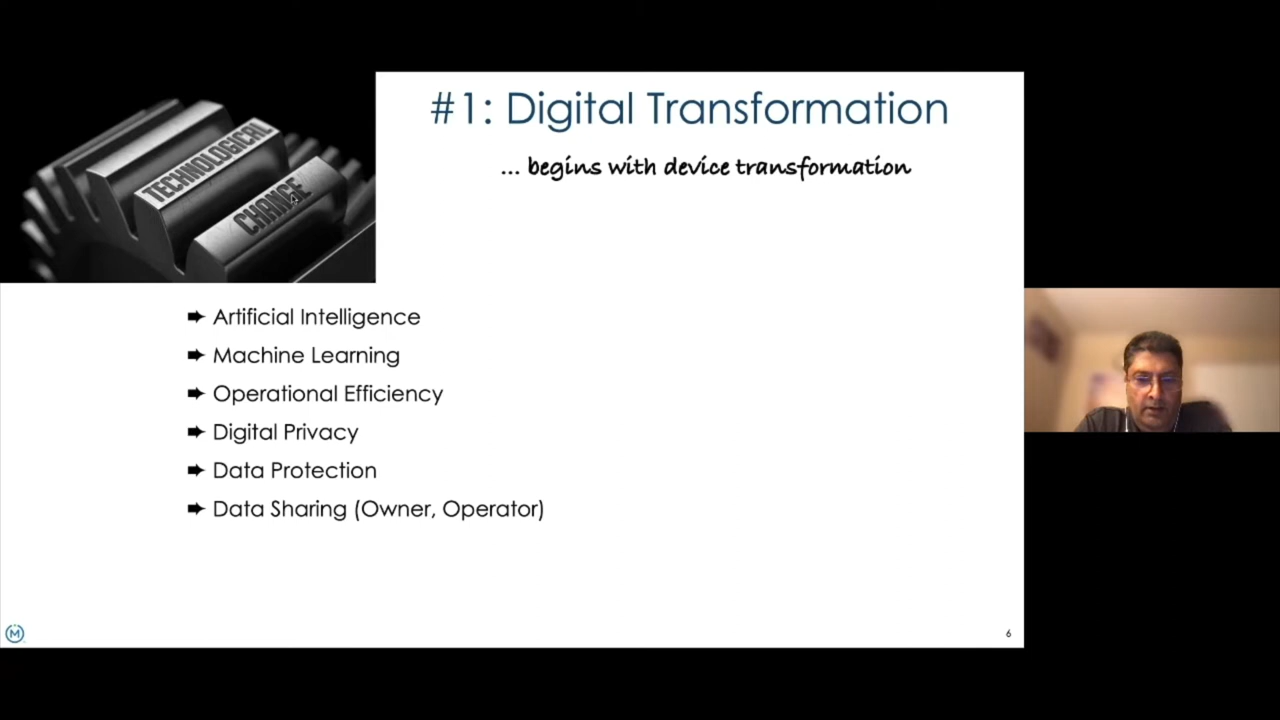 #1: Digital Transformation
... begins with device transformation
TECHNOLOGICAL
CHANGE
Artificial Intelligence
Machine Learning
Operational Efficiency
Digital Privacy
Data Protection
Data Sharing (Owner, Operator)
M
6